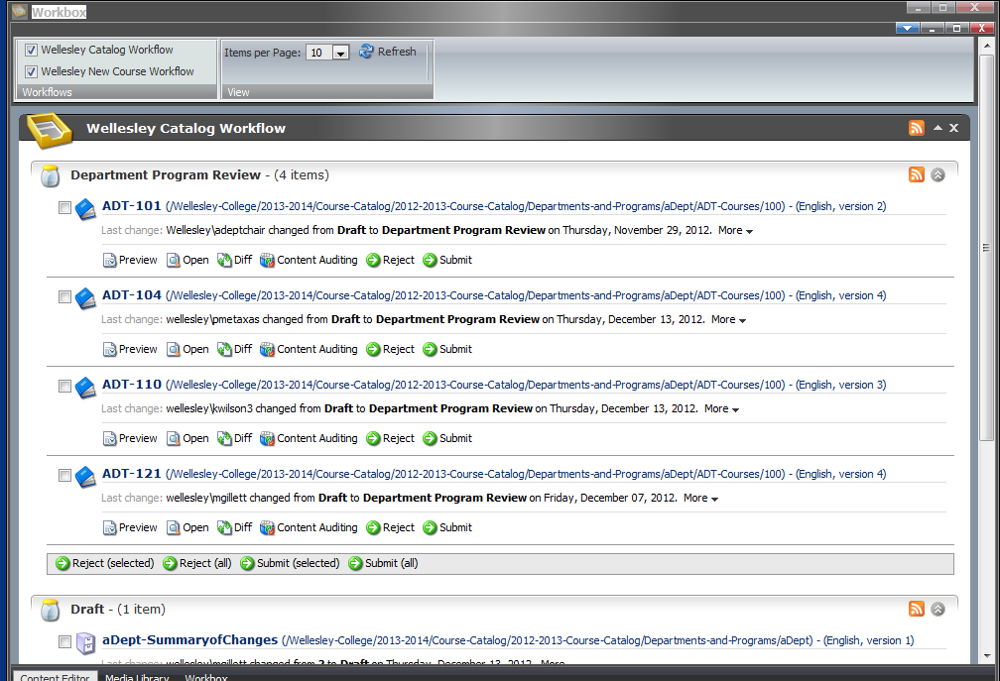 Workbox
Wellesley Catalog Workflow
Items per Page: 10 Refresh
Wellesley New Course Workflow
Workflows
View
Wellesley Catalog Workflow
Department Program Review - (4 items)
ADT-101 (/Wellesley-College/2013-2014/Course-Catalog/2012-2013-Course-Catalog/Departments-and-Programs/aDept/ADT-Courses/100) - (English, version 2)
Last change: Wellesley\adeptchair changed from Draft to Department Program Review on Thursday, November 29, 2012. More
Preview Open Diff Content Auditing Reject Submit
ADT-104 (/Wellesley-College/2013-2014/Course-Catalog/2012-2013-Course-Catalog/Departments-and-Programs/aDept/ADT-Courses/100) - (English, version 4)
Last change: wellesley\pmetaxas changed from Draft to Department Program Review on Thursday, December 13, 2012. More
Preview Open Diff Content Auditing Reject Submit
ADT-110 (/Wellesley-College/2013-2014/Course-Catalog/2012-2013-Course-Catalog/Departments-and-Programs/aDept/ADT-Courses/100) - (English, version 3)
Last change: wellesley\kwilson3 changed from Draft to Department Program Review on Thursday, December 13, 2012. More
Preview Open Diff Content Auditing Reject Submit
ADT-121 (/Wellesley-College/2013-2014/Course-Catalog/2012-2013-Course-Catalog/Departments-and-Programs/aDept/ADT-Courses/100) - (English, version 4)
Last change: wellesley\mgillett changed from Draft to Department Program Review on Friday, December 07, 2012. More
Preview Open Diff Content Auditing Reject Submit
Reject (selected) Reject (all) Submit (selected) Submit (all)
Draft - (1 item)
aDept-SummaryofChanges (/Wellesley-College/2013-2014/Course-Catalog/2012-2013-Course-Catalog/Departments-and-Programs/aDept) - (English, version 1)
Last change: wellesley\mgillett changed from ? to Draft on Thursday, December 13, 2012. More
Content Editor Media Library Workbox